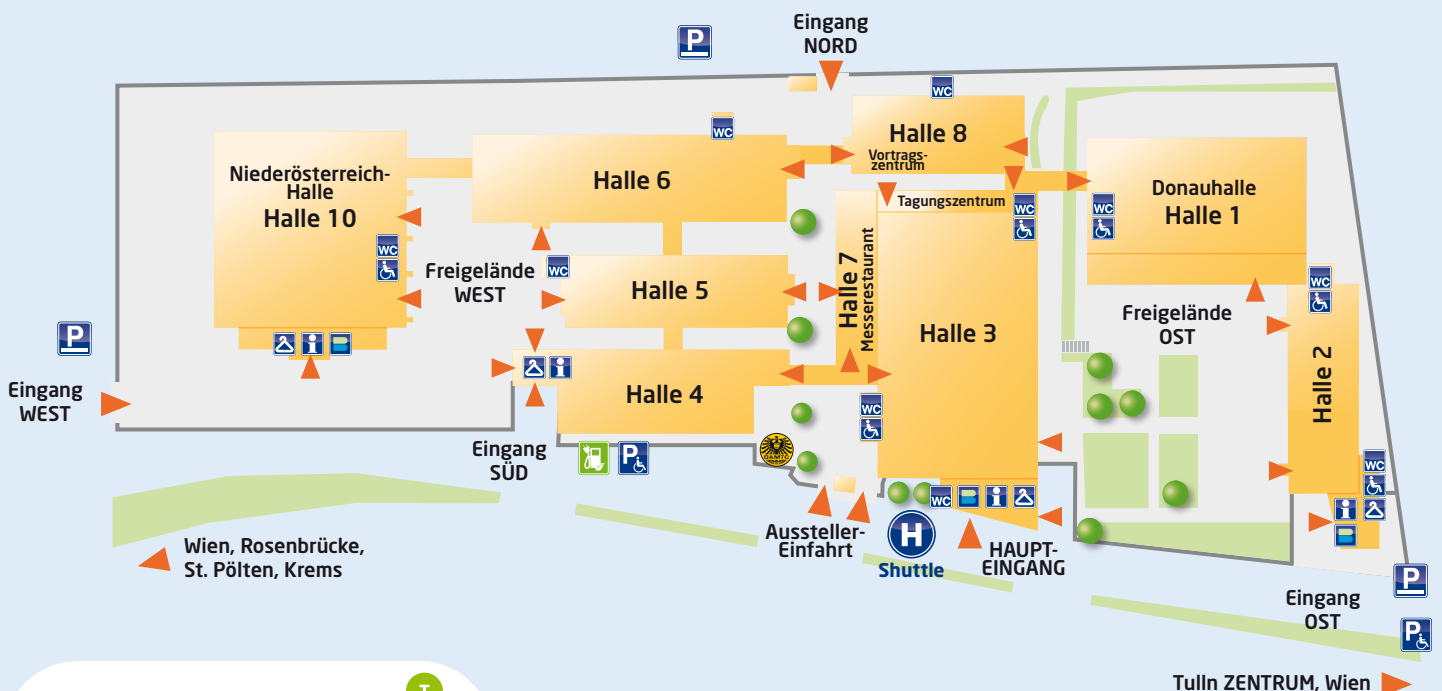 Eingang
NORD
P
WC
WC
Halle 8
Vortrags-
zentrum
Niederösterreich-
Halle
Halle 10
Halle 6
Tagungszentrum
WC
Donauhalle
Halle 1
WC
WC
Freigelände
WEST
WC
Halle 5
Halle 7
Messerestaurant
Halle 3
Freigelände
OST
WC
Halle 2
P
i
i
Halle 4
Eingang
WEST
WC
Eingang
SÜD
P
ÖAMTC
WC
i
WC
i
Aussteller-
Einfahrt
H
Shuttle
HAUPT-
EINGANG
Wien, Rosenbrücke,
St. Pölten, Krems
P
Eingang
OST
P
Tulln ZENTRUM, Wien
T